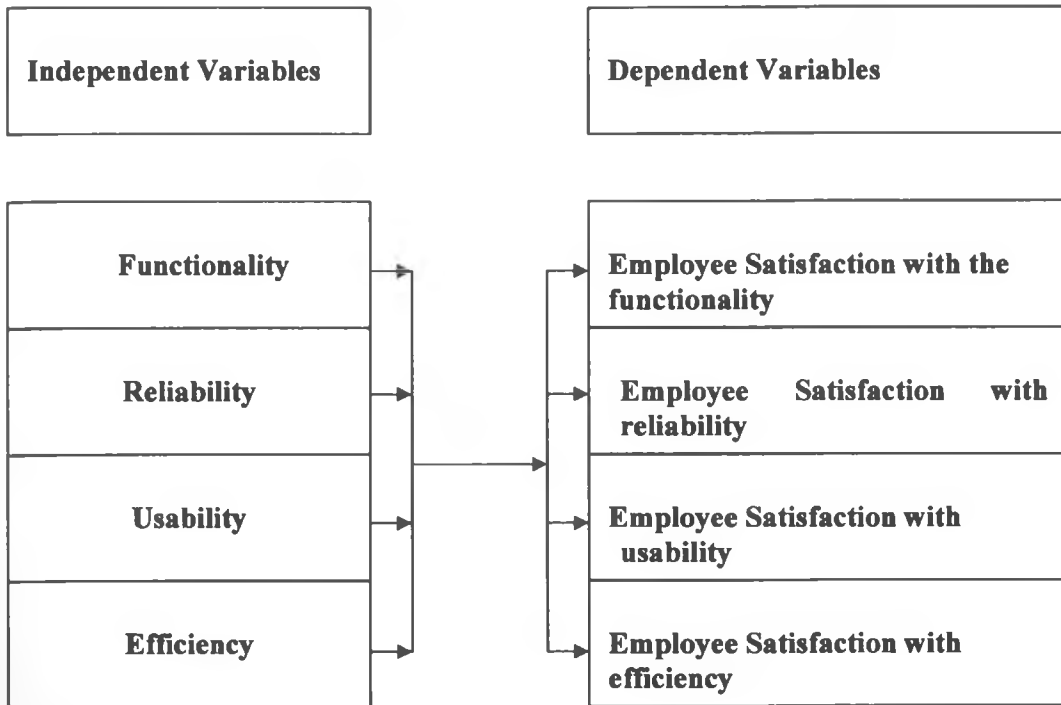 Independent Variables
Dependent Variables
Functionality
Employee Satisfaction with the
functionality
Reliability
Employee Satisfaction with
reliability
Usability
Employee Satisfaction with
usability
Efficiency
Employee Satisfaction with
efficiency